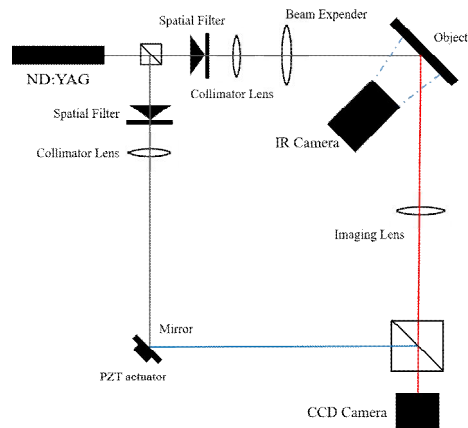 Spatial Filter
Beam Expender
Object
ND:YAG
Collimator Lens
Spatial Filter
IR Camera
Collimator Lens
Imaging Lens
Mirror
PZT actuator
CCD Camera